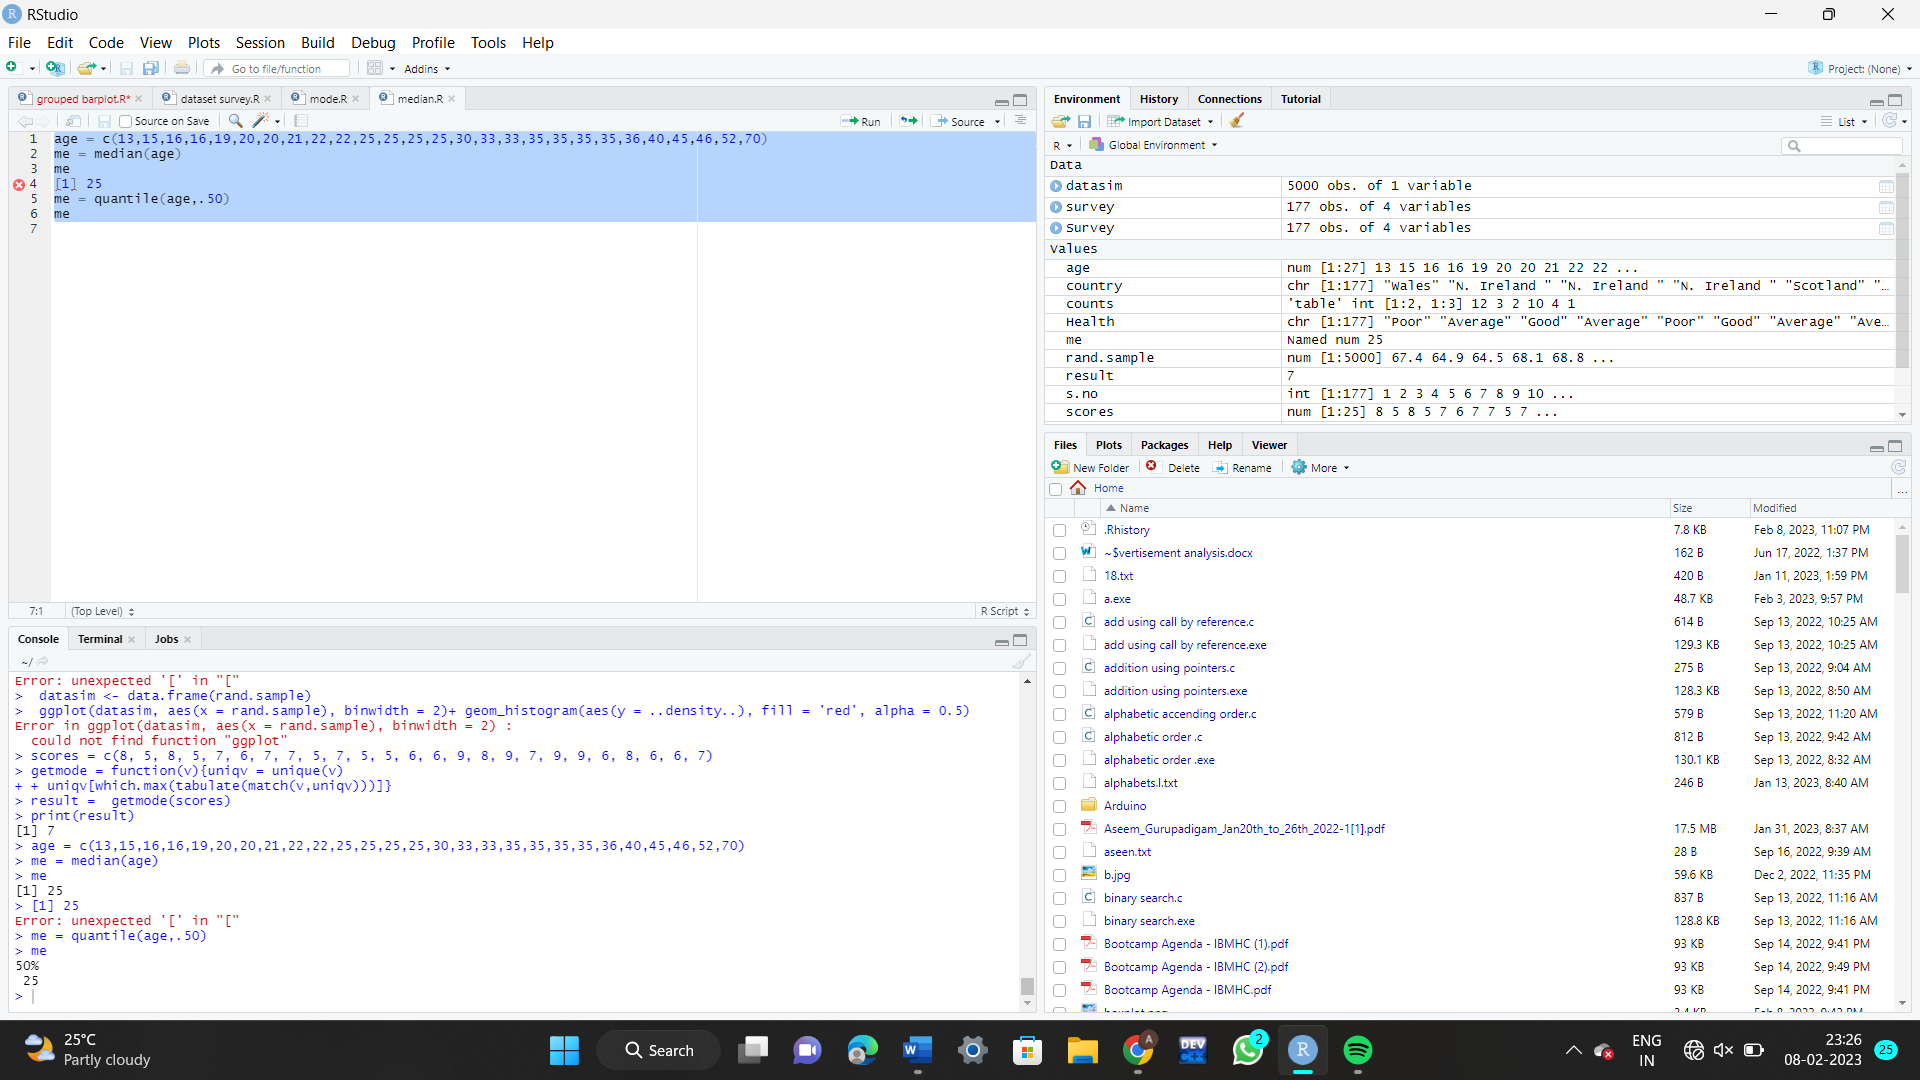 RStudio
File Edit Code View Plots Session Build Debug Profile Tools Help
Go to file/function Addins Project: (None)
grouped barplot.R* dataset survey.R mode.R median.R
Source on Save Run Source
1 age = c(13,15,16,16,19,20,20,21,22,22,25,25,25,25,30,33,33,35,35,35,35,36,40,45,46,52,70)
2 me = median(age)
3 me
4 [1] 25
5 me = quantile(age,.50)
6 me
7
7:1 (Top Level) R Script
Console Terminal Jobs
~/
Error: unexpected '[' in "["
>  datasim <- data.frame(rand.sample)
>  ggplot(datasim, aes(x = rand.sample), binwidth = 2)+ geom_histogram(aes(y = ..density..), fill = 'red', alpha = 0.5)
Error in ggplot(datasim, aes(x = rand.sample), binwidth = 2) :
could not find function "ggplot"
> scores = c(8, 5, 8, 5, 7, 6, 7, 7, 5, 7, 5, 5, 6, 6, 9, 8, 9, 7, 9, 9, 6, 8, 6, 6, 7)
> getmode = function(v){uniqv = unique(v)
+ + uniqv[which.max(tabulate(match(v,uniqv)))]}
> result =  getmode(scores)
> print(result)
[1] 7
> age = c(13,15,16,16,19,20,20,21,22,22,25,25,25,25,30,33,33,35,35,35,35,36,40,45,46,52,70)
> me = median(age)
> me
[1] 25
> [1] 25
Error: unexpected '[' in "["
> me = quantile(age,.50)
> me
50%
25
>
Environment History Connections Tutorial
Import Dataset List
R Global Environment
Data
datasim 5000 obs. of 1 variable
survey 177 obs. of 4 variables
Survey 177 obs. of 4 variables
Values
age num [1:27] 13 15 16 16 19 20 20 21 22 22 ...
country chr [1:177] "Wales" "N. Ireland " "N. Ireland " "N. Ireland " "Scotland" "…
counts 'table' int [1:2, 1:3] 12 3 2 10 4 1
Health chr [1:177] "Poor" "Average" "Good" "Average" "Poor" "Good" "Average" "Ave…
me Named num 25
rand.sample num [1:5000] 67.4 64.9 64.5 68.1 68.8 ...
result 7
s.no int [1:177] 1 2 3 4 5 6 7 8 9 10 ...
scores num [1:25] 8 5 8 5 7 6 7 7 5 7 ...
Files Plots Packages Help Viewer
New Folder Delete Rename More
Home ...
Name Size Modified
.Rhistory 7.8 KB Feb 8, 2023, 11:07 PM
~$vertisement analysis.docx 162 B Jun 17, 2022, 1:37 PM
18.txt 420 B Jan 11, 2023, 1:59 PM
a.exe 48.7 KB Feb 3, 2023, 9:57 PM
add using call by reference.c 614 B Sep 13, 2022, 10:25 AM
add using call by reference.exe 129.3 KB Sep 13, 2022, 10:25 AM
addition using pointers.c 275 B Sep 13, 2022, 9:04 AM
addition using pointers.exe 128.3 KB Sep 13, 2022, 8:50 AM
alphabetic accending order.c 579 B Sep 13, 2022, 11:20 AM
alphabetic order .c 812 B Sep 13, 2022, 9:42 AM
alphabetic order .exe 130.1 KB Sep 13, 2022, 8:32 AM
alphabets.l.txt 246 B Jan 13, 2023, 8:40 AM
Arduino
Aseem_Gurupadigam_Jan20th_to_26th_2022-1[1].pdf 17.5 MB Jan 31, 2023, 8:37 AM
aseen.txt 28 B Sep 16, 2022, 9:39 AM
b.jpg 59.6 KB Dec 2, 2022, 11:35 PM
binary search.c 837 B Sep 13, 2022, 11:16 AM
binary search.exe 128.8 KB Sep 13, 2022, 11:16 AM
Bootcamp Agenda - IBMHC (1).pdf 93 KB Sep 14, 2022, 9:41 PM
Bootcamp Agenda - IBMHC (2).pdf 93 KB Sep 14, 2022, 9:49 PM
Bootcamp Agenda - IBMHC.pdf 93 KB Sep 14, 2022, 9:41 PM
25°C
Partly cloudy
Search
DEV C++
A
2
ENG
IN
23:26
08-02-2023
25